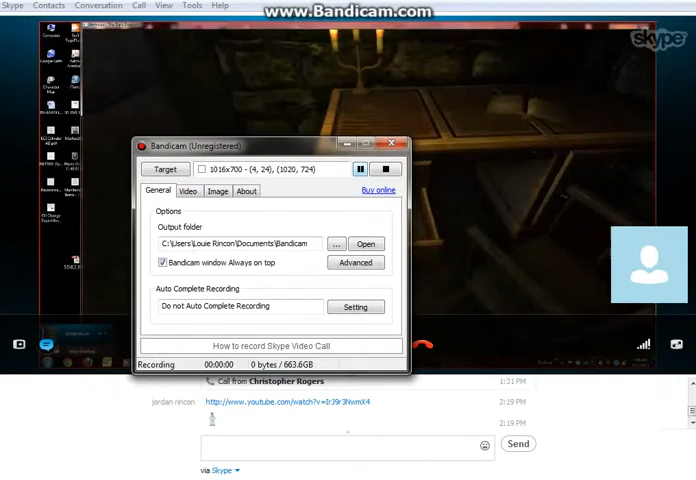 Skype Contacts Conversation Call View Tools Help
www.Bandicam.com
skype
Computer
Bandicam (Unregistered)
Target
1016x700 - (4, 24), (1020, 724)
General Video Image About
Buy online
Options
Output folder
C:\Users\Louie Rincon\Documents\Bandicam
... Open
Bandicam window Always on top
Advanced
Auto Complete Recording
Do not Auto Complete Recording
Setting
How to record Skype Video Call
Recording 00:00:00 0 bytes / 663.6GB
Call from Christopher Rogers 1:31 PM
jordan rincon http://www.youtube.com/watch?v=IrJ9r3NwmX4 2:19 PM
2:19 PM
Send
via Skype